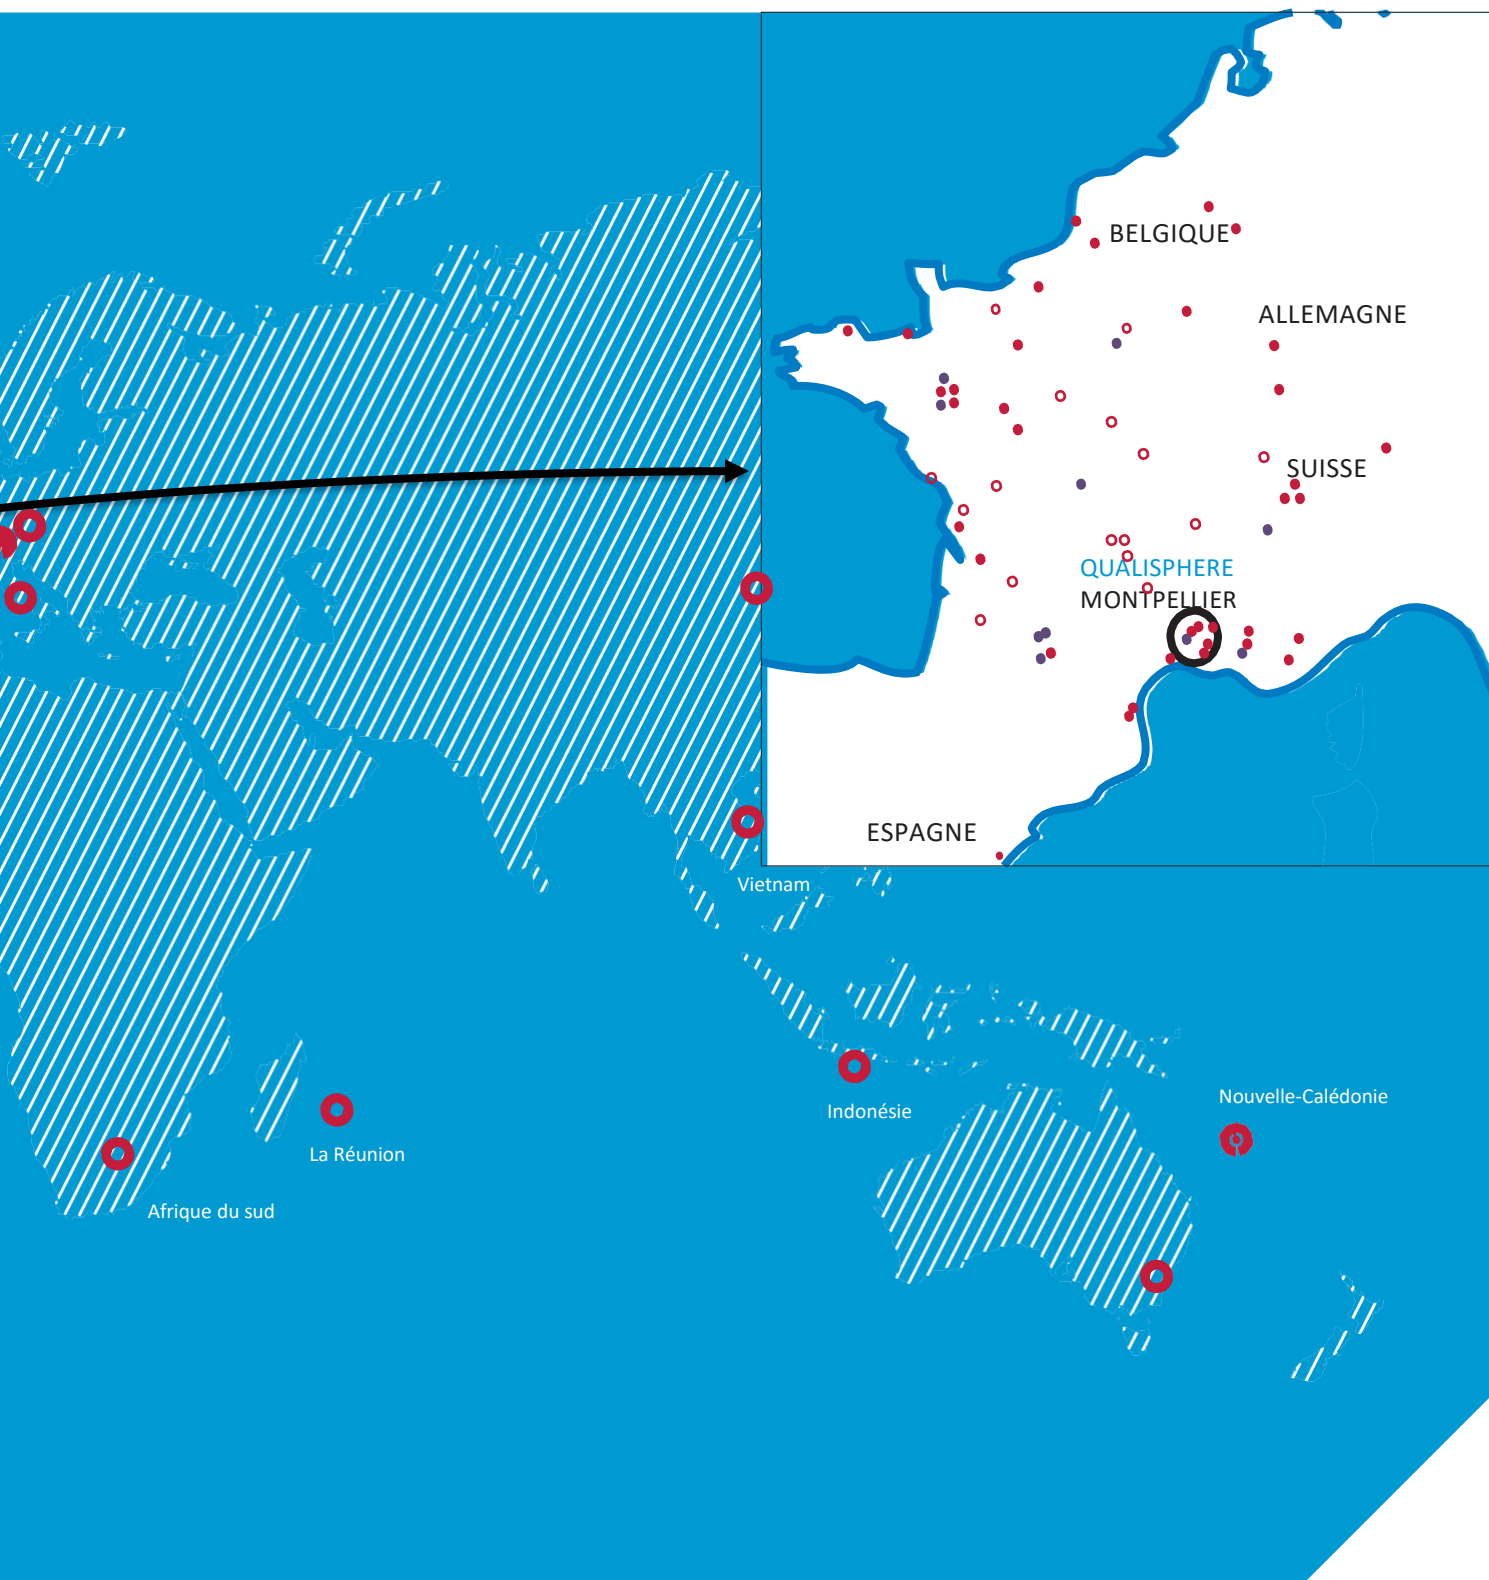 BELGIQUE
ALLEMAGNE
SUISSE
QUALISPHERE
MONTPELLIER
ESPAGNE
Vietnam
Indonésie
Nouvelle-Calédonie
La Réunion
Afrique du sud